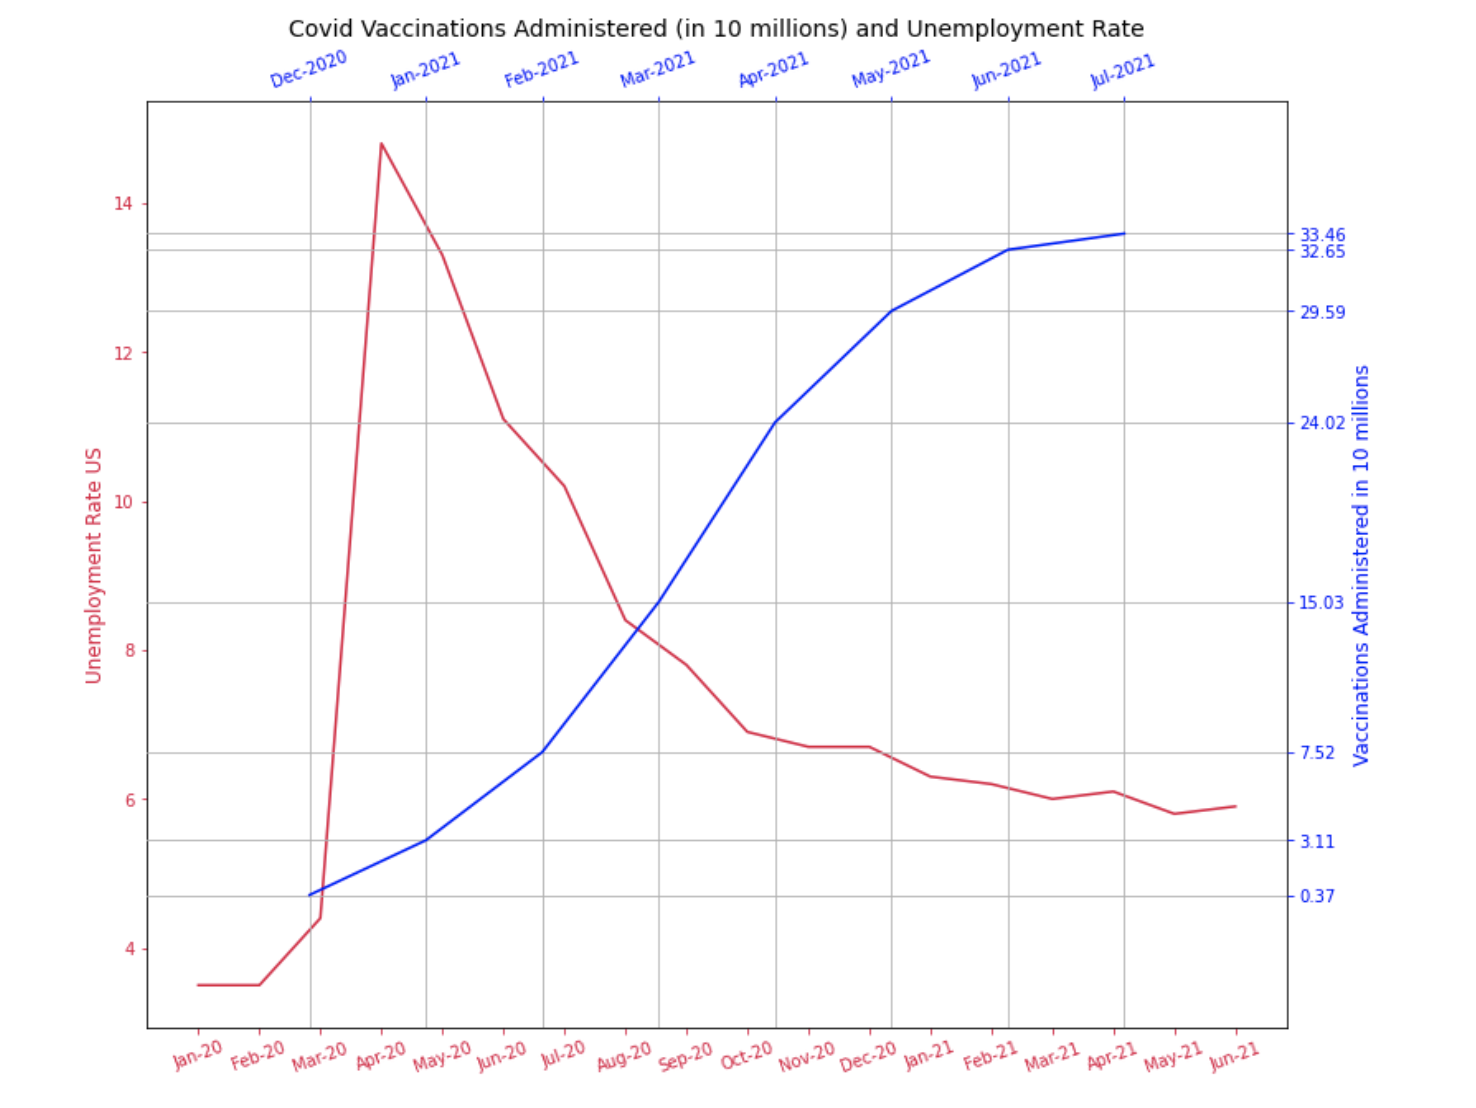 Covid Vaccinations Administered (in 10 millions) and Unemployment Rate
Dec-2020 Jan-2021 Feb-2021 Mar-2021 Apr-2021 May-2021 Jun-2021 Jul-2021
14
12
10
8
6
4
Unemployment Rate US
33.46
32.65
29.59
24.02
15.03
7.52
3.11
0.37
Vaccinations Administered in 10 millions
Jan-20 Feb-20 Mar-20 Apr-20 May-20 Jun-20 Jul-20 Aug-20 Sep-20 Oct-20 Nov-20 Dec-20 Jan-21 Feb-21 Mar-21 Apr-21 May-21 Jun-21